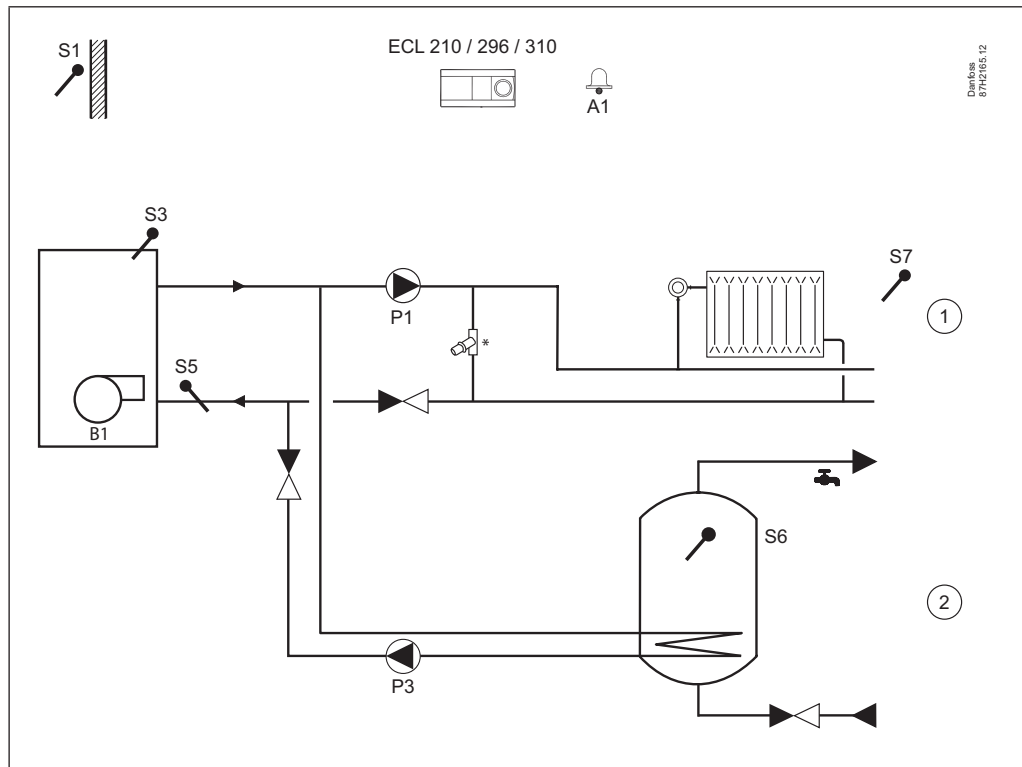 S1
ECL 210 / 296 / 310
A1
Danfoss
87H2165.12
S3
S7
P1
1
*
S5
B1
S6
2
P3